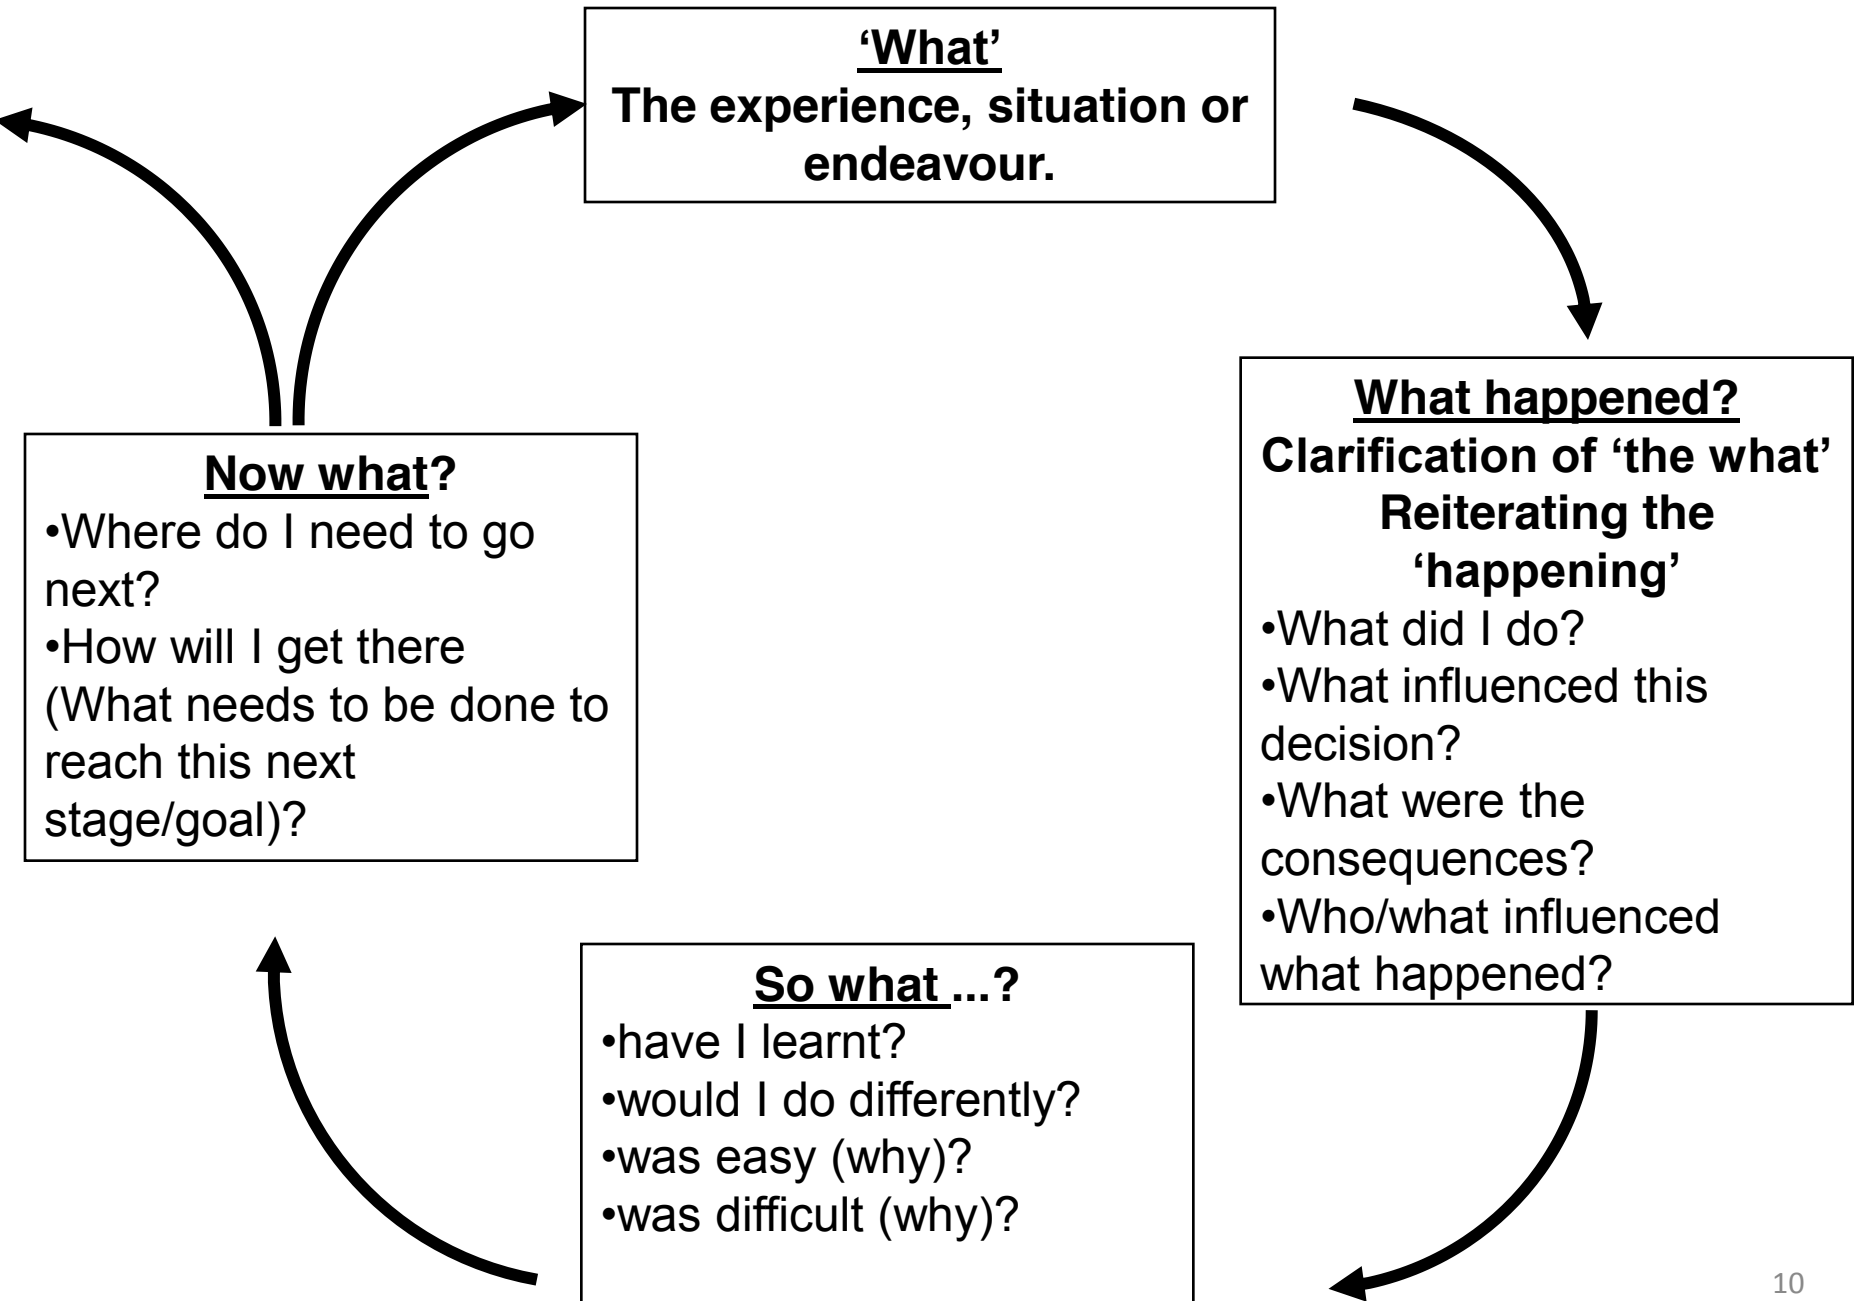 ‘What’
The experience, situation or
endeavour.
What happened?
Clarification of ‘the what’
Reiterating the
‘happening’
•What did I do?
•What influenced this
decision?
•What were the
consequences?
•Who/what influenced
what happened?
So what ...?
•have I learnt?
•would I do differently?
•was easy (why)?
•was difficult (why)?
Now what?
•Where do I need to go
next?
•How will I get there
(What needs to be done to
reach this next
stage/goal)?
10